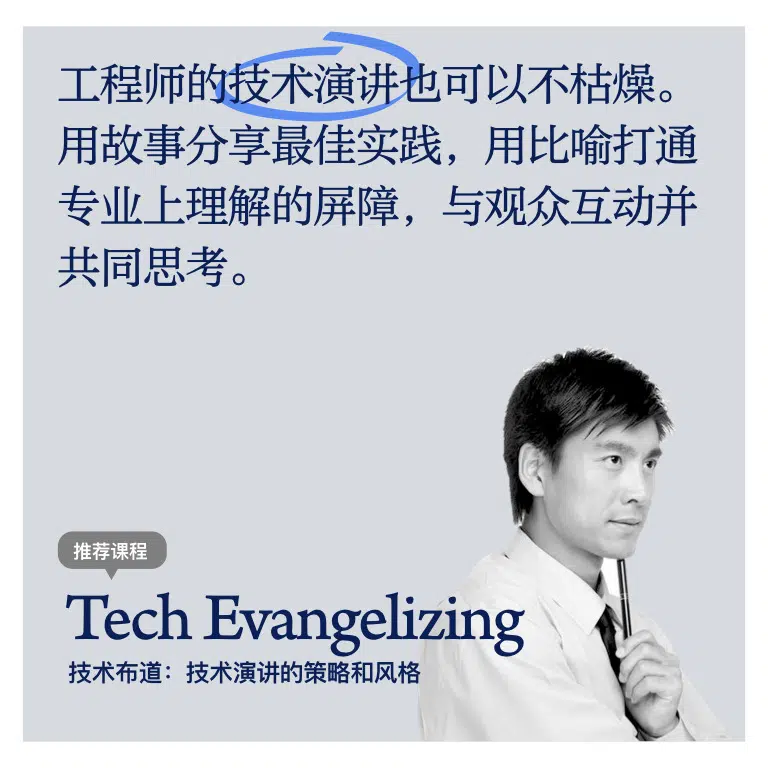 工程师的技术演讲也可以不枯燥。
用故事分享最佳实践，用比喻打通
专业上理解的屏障，与观众互动并
共同思考。
推荐课程
Tech Evangelizing
技术布道：技术演讲的策略和风格